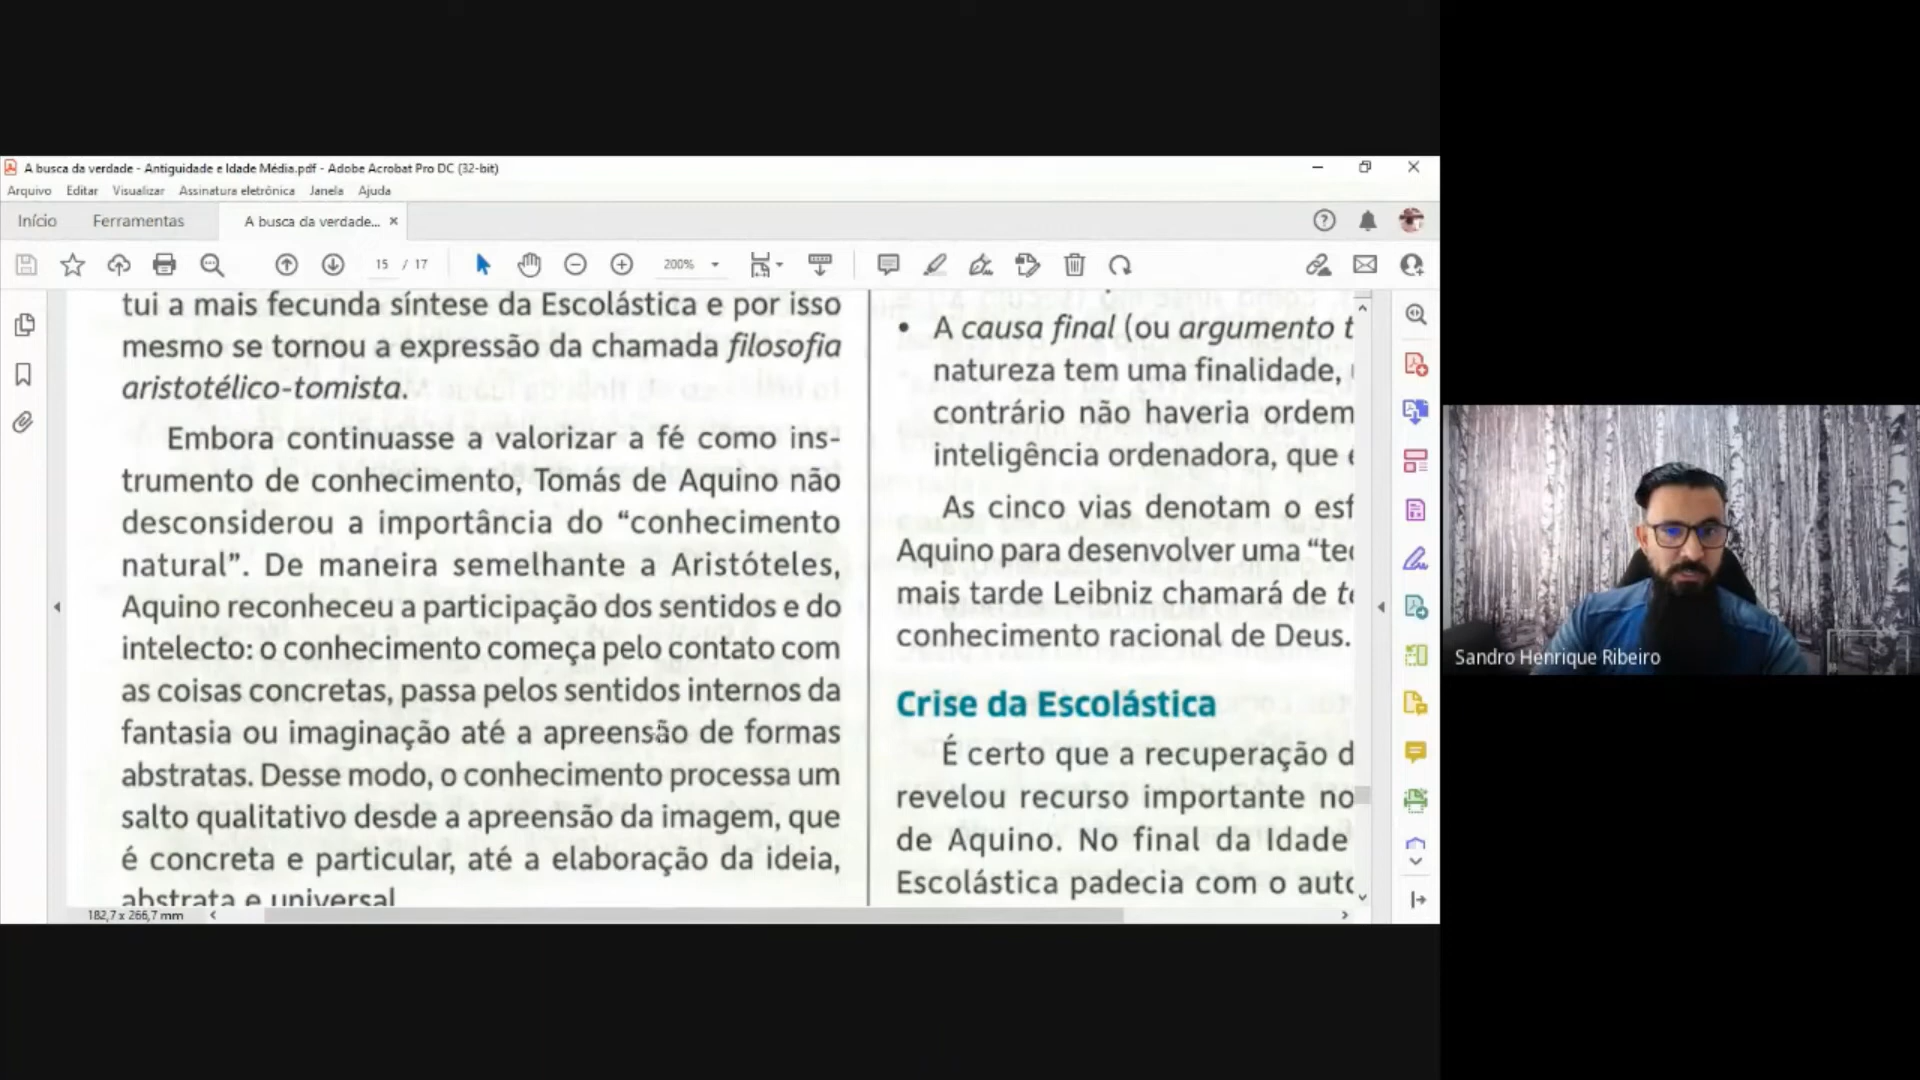 A busca da verdade - Antiguidade e Idade Média.pdf - Adobe Acrobat Pro DC (32-bit)
Arquivo Editar Visualizar Assinatura eletrônica Janela Ajuda
Início Ferramentas A busca da verdade... ×
15 / 17 200%
tui a mais fecunda síntese da Escolástica e por isso
mesmo se tornou a expressão da chamada filosofia
aristotélico-tomista.
Embora continuasse a valorizar a fé como ins-
trumento de conhecimento, Tomás de Aquino não
desconsiderou a importância do “conhecimento
natural”. De maneira semelhante a Aristóteles,
Aquino reconheceu a participação dos sentidos e do
intelecto: o conhecimento começa pelo contato com
as coisas concretas, passa pelos sentidos internos da
fantasia ou imaginação até a apreensão de formas
abstratas. Desse modo, o conhecimento processa um
salto qualitativo desde a apreensão da imagem, que
é concreta e particular, até a elaboração da ideia,
abstrata e universal
• A causa final (ou argumento t
natureza tem uma finalidade,
contrário não haveria ordem
inteligência ordenadora, que
As cinco vias denotam o esf
Aquino para desenvolver uma “teo
mais tarde Leibniz chamará de te
conhecimento racional de Deus.
Crise da Escolástica
É certo que a recuperação d
revelou recurso importante no
de Aquino. No final da Idade
Escolástica padecia com o auto
182,7 x 266,7 mm
Sandro Henrique Ribeiro